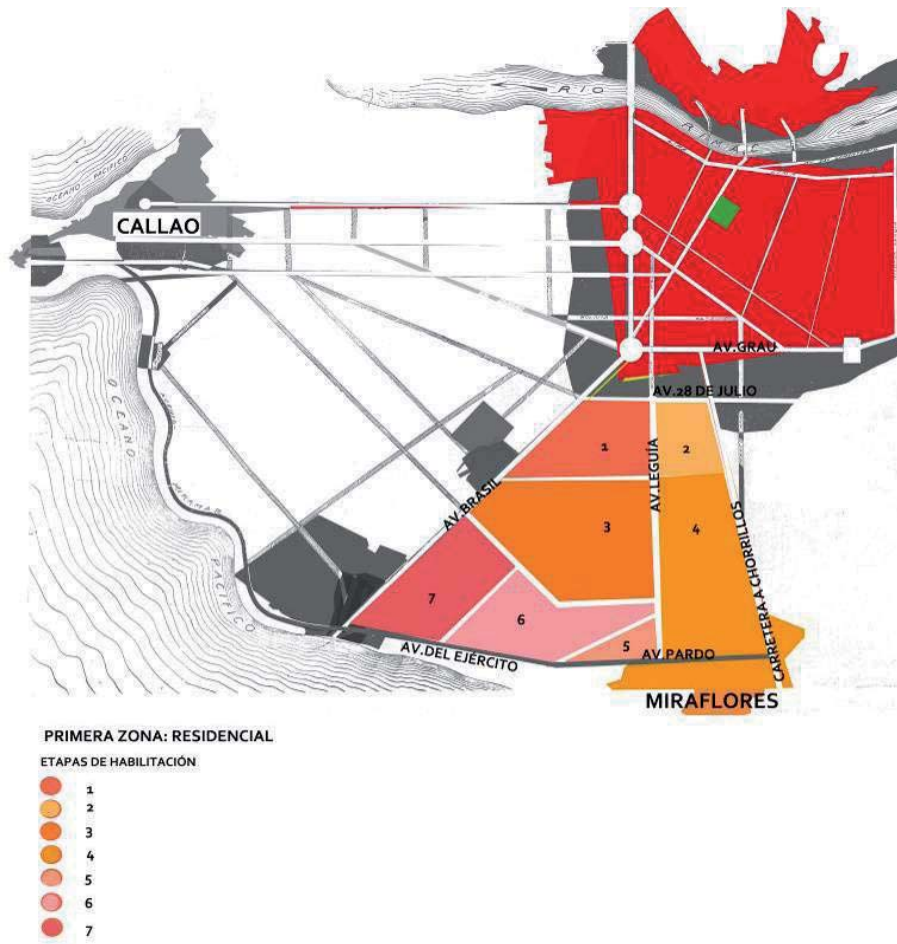 RIO
RIMAC
OCEANO PACIFICO
CALLAO
AV.GRAU
AV.28 DE JULIO
1
2
AV.LEGUÍA
AV.BRASIL
3
4
CARRETERA A CHORRILLOS
OCEANO
MIRAMAR
PACIFICO
7
6
5
AV.DEL EJÉRCITO
AV.PARDO
MIRAFLORES
PRIMERA ZONA: RESIDENCIAL
ETAPAS DE HABILITACIÓN
1
2
3
4
5
6
7